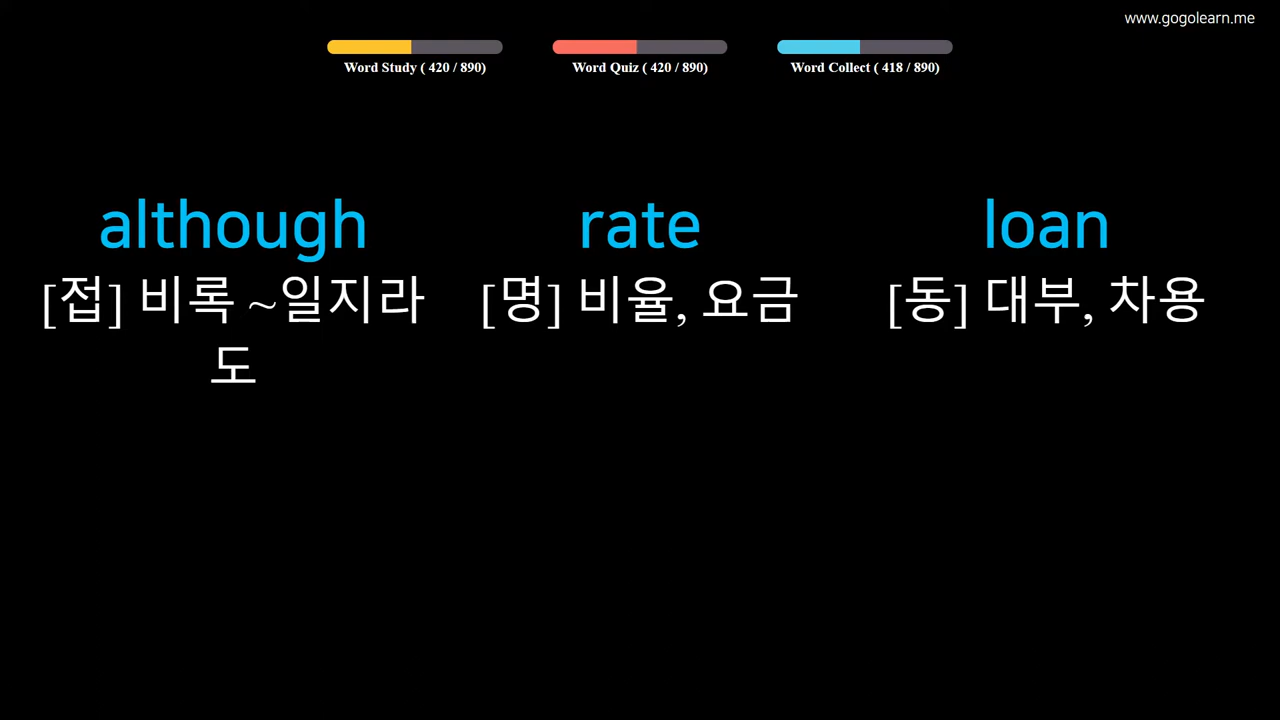 www.gogolearn.me
Word Study ( 420 / 890)
Word Quiz ( 420 / 890)
Word Collect ( 418 / 890)
although
[접] 비록 ~일지라
도
rate
[명] 비율, 요금
loan
[동] 대부, 차용